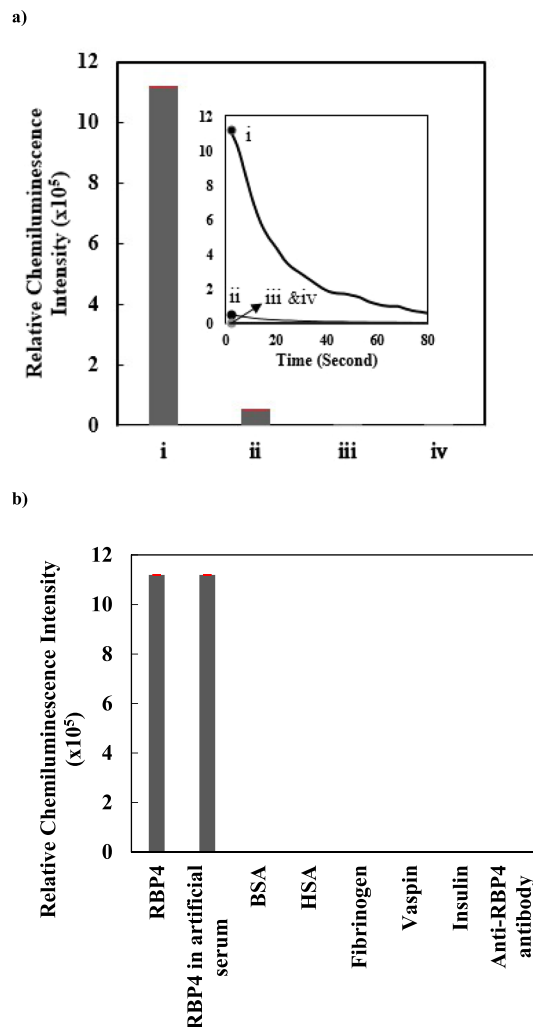 a)
Relative Chemiluminescence
Intensity (x10⁵)
12
10
8
6
4
2
0
i
ii
iii
iv
12
10
8
6
4
2
0
i
ii
iii &iv
0
20
40
60
80
Time (Second)
b)
Relative Chemiluminescence Intensity
(x10⁵)
12
10
8
6
4
2
0
RBP4
RBP4 in artificial
serum
BSA
HSA
Fibrinogen
Vaspin
Insulin
Anti-RBP4
antibody